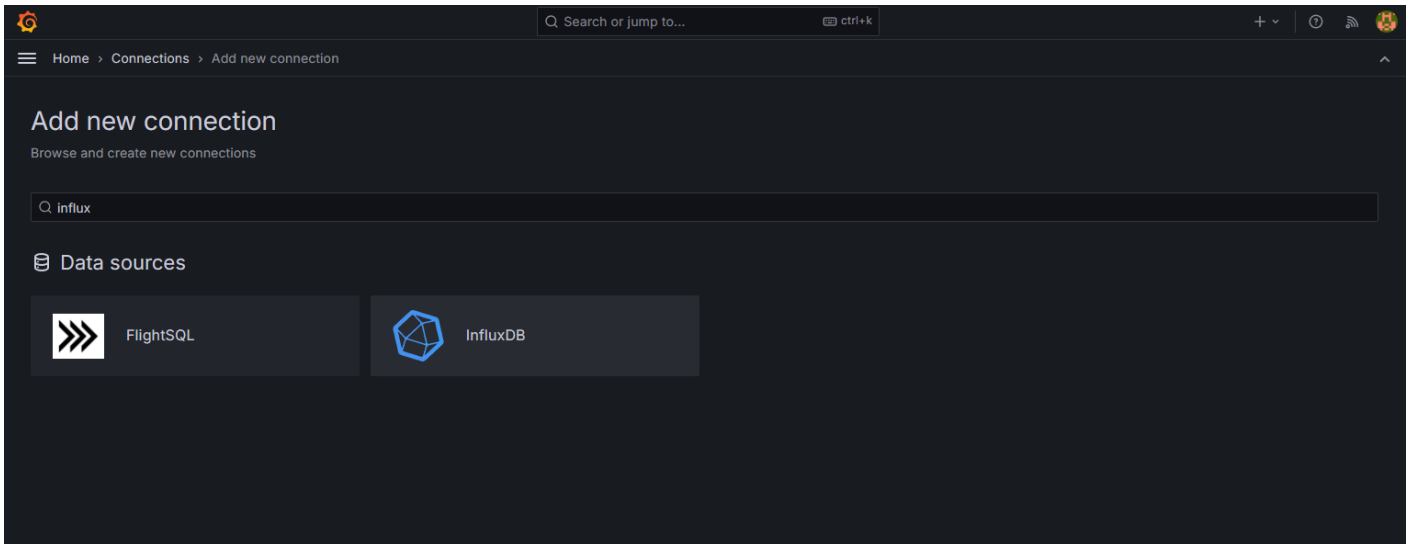 Search or jump to... ctrl+k
Home › Connections › Add new connection
Add new connection
Browse and create new connections
influx
Data sources
FlightSQL
InfluxDB